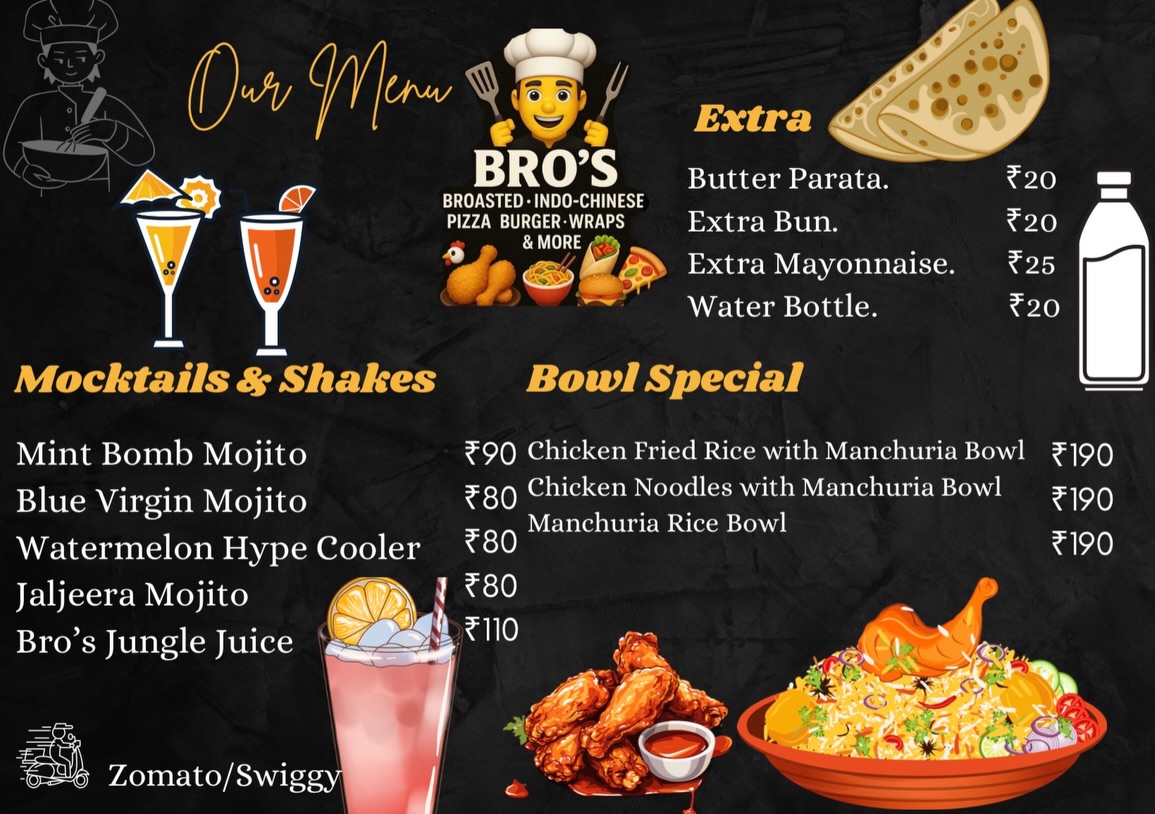 Our Menu
BRO'S
BROASTED · INDO-CHINESE
PIZZA BURGER · WRAPS
& MORE
Extra
Butter Parata. ₹20
Extra Bun. ₹20
Extra Mayonnaise. ₹25
Water Bottle. ₹20
Mocktails & Shakes
Mint Bomb Mojito ₹90
Blue Virgin Mojito ₹80
Watermelon Hype Cooler ₹80
Jaljeera Mojito ₹80
Bro's Jungle Juice ₹110
Bowl Special
Chicken Fried Rice with Manchuria Bowl ₹190
Chicken Noodles with Manchuria Bowl ₹190
Manchuria Rice Bowl ₹190
Zomato/Swiggy